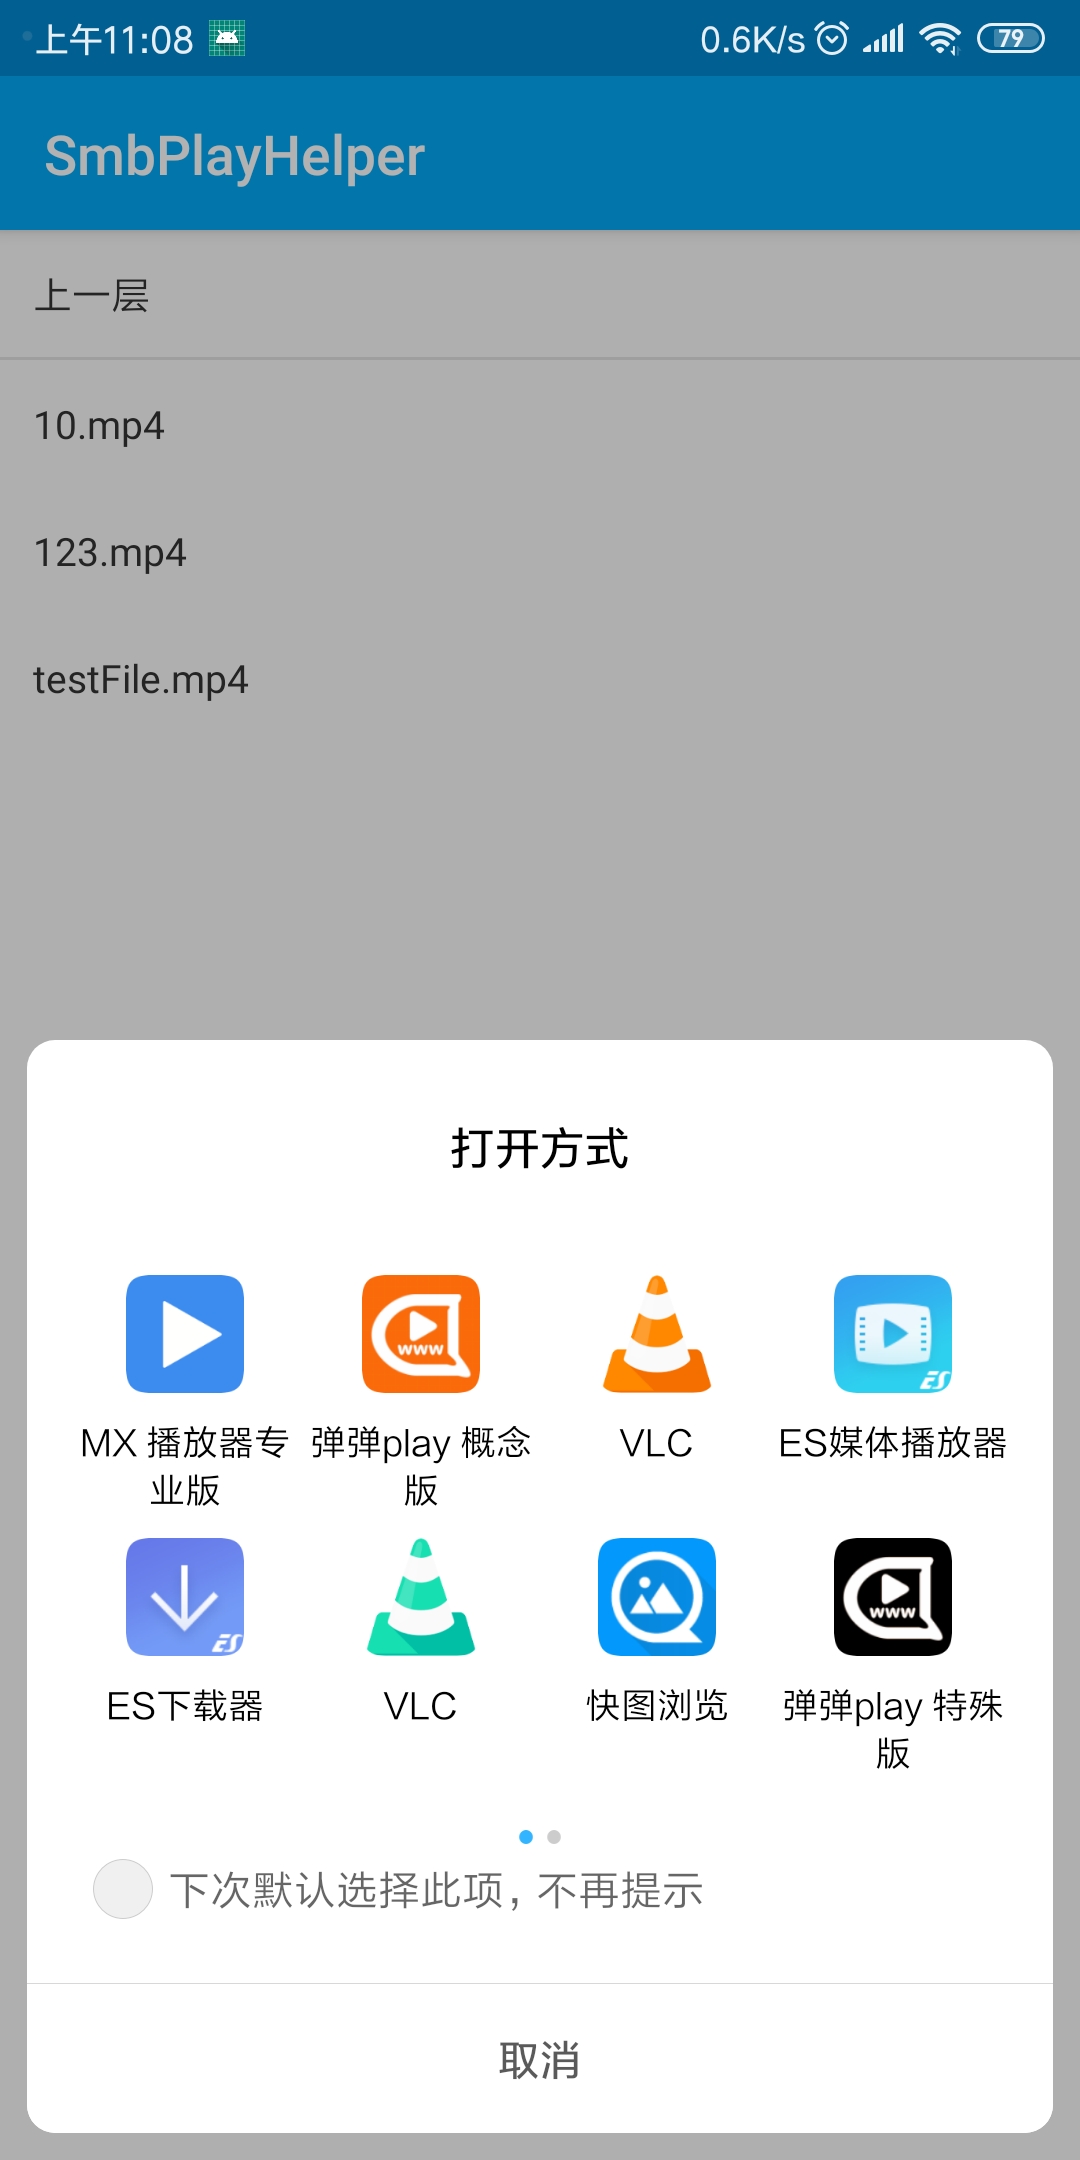 上午11:08
0.6K/s
79
SmbPlayHelper
上一层
10.mp4
123.mp4
testFile.mp4
打开方式
www
ES
MX 播放器专
业版
弹弹play 概念
版
VLC
ES媒体播放器
ES
www
ES下载器
VLC
快图浏览
弹弹play 特殊
版
下次默认选择此项，不再提示
取消